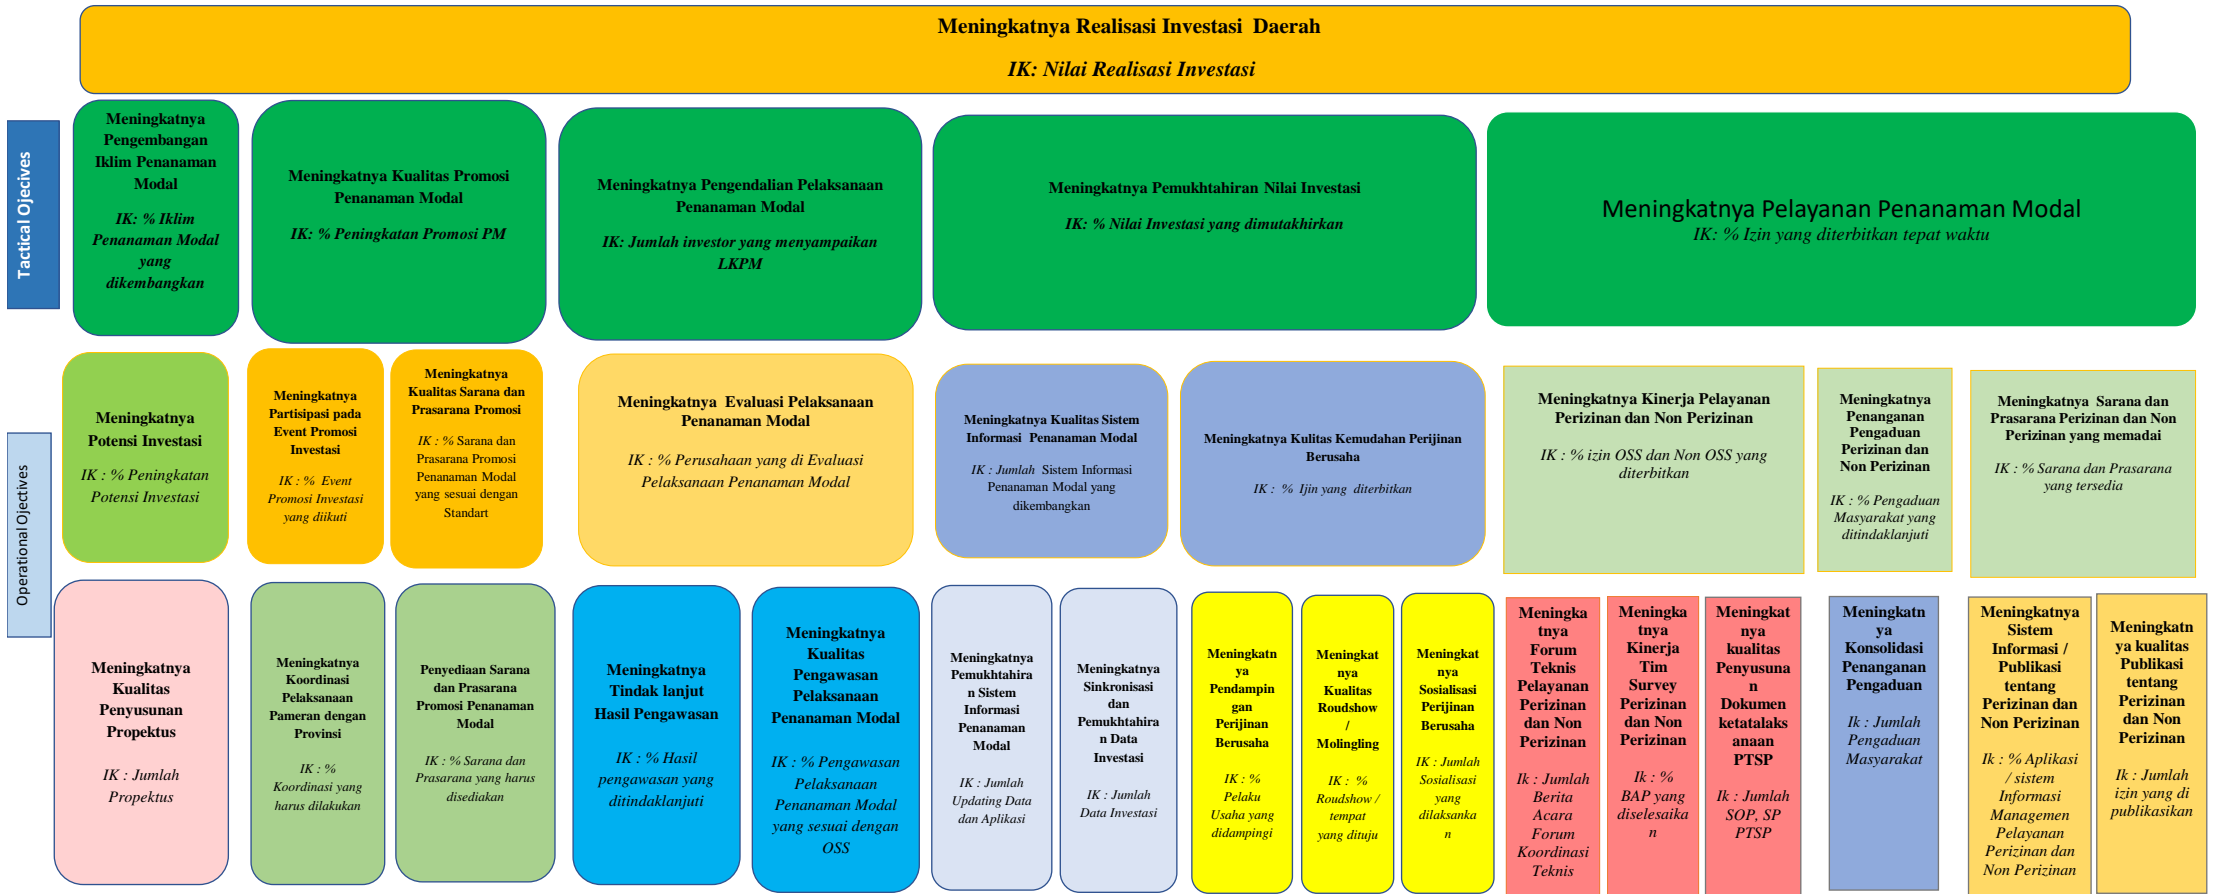 Meningkatnya Realisasi Investasi Daerah
IK: Nilai Realisasi Investasi
Tactical Ojecives
Meningkatnya
Pengembangan
Iklim Penanaman
Modal
IK: % Iklim
Penanaman Modal
yang
dikembangkan
Meningkatnya Kualitas Promosi
Penanaman Modal
IK: % Peningkatan Promosi PM
Meningkatnya Pengendalian Pelaksanaan
Penanaman Modal
IK: Jumlah investor yang menyampaikan
LKPM
Meningkatnya Pemukhtahiran Nilai Investasi
IK: % Nilai Investasi yang dimutakhirkan
Meningkatnya Pelayanan Penanaman Modal
IK: % Izin yang diterbitkan tepat waktu
Operational Ojectives
Meningkatnya
Potensi Investasi
IK : % Peningkatan
Potensi Investasi
Meningkatnya
Partisipasi pada
Event Promosi
Investasi
IK : % Event
Promosi Investasi
yang diikuti
Meningkatnya
Kualitas Sarana dan
Prasarana Promosi
IK : % Sarana dan
Prasarana Promosi
Penanaman Modal
yang sesuai dengan
Standart
Meningkatnya Evaluasi Pelaksanaan
Penanaman Modal
IK : % Perusahaan yang di Evaluasi
Pelaksanaan Penanaman Modal
Meningkatnya Kualitas Sistem
Informasi Penanaman Modal
IK : Jumlah Sistem Informasi
Penanaman Modal yang
dikembangkan
Meningkatnya Kulitas Kemudahan Perijinan
Berusaha
IK : % Ijin yang diterbitkan
Meningkatnya Kinerja Pelayanan
Perizinan dan Non Perizinan
IK : % izin OSS dan Non OSS yang
diterbitkan
Meningkatnya
Penanganan
Pengaduan
Perizinan dan
Non Perizinan
IK : % Pengaduan
Masyarakat yang
ditindaklanjuti
Meningkatnya Sarana dan
Prasarana Perizinan dan Non
Perizinan yang memadai
IK : % Sarana dan Prasarana
yang tersedia
Meningkatnya
Kualitas
Penyusunan
Propektus
IK : Jumlah
Propektus
Meningkatnya
Koordinasi
Pelaksanaan
Pameran dengan
Provinsi
IK : %
Koordinasi yang
harus dilakukan
Penyediaan Sarana
dan Prasarana
Promosi Penanaman
Modal
IK : % Sarana dan
Prasarana yang harus
disediakan
Meningkatnya
Tindak lanjut
Hasil Pengawasan
IK : % Hasil
pengawasan yang
ditindaklanjuti
Meningkatnya
Kualitas
Pengawasan
Pelaksanaan
Penanaman Modal
IK : % Pengawasan
Pelaksanaan
Penanaman Modal
yang sesuai dengan
OSS
Meningkatnya
Pemukhtahira
n Sistem
Informasi
Penanaman
Modal
IK : Jumlah
Updating Data
dan Aplikasi
Meningkatnya
Sinkronisasi
dan
Pemukhtahira
n Data
Investasi
IK : Jumlah
Data Investasi
Meningkatn
ya
Pendampin
gan
Perijinan
Berusaha
IK : %
Pelaku
Usaha yang
didampingi
Meningkat
nya
Kualitas
Roudshow
/
Molingling
IK : %
Roudshow /
tempat
yang dituju
Meningkat
nya
Sosialisasi
Perijinan
Berusaha
IK : Jumlah
Sosialisasi
yang
dilaksanka
n
Meningka
tnya
Forum
Teknis
Pelayanan
Perizinan
dan Non
Perizinan
Ik : Jumlah
Berita
Acara
Forum
Koordinasi
Teknis
Meningka
tnya
Kinerja
Tim
Survey
Perizinan
dan Non
Perizinan
Ik : %
BAP yang
diselesaika
n
Meningkat
nya
kualitas
Penyusuna
n
Dokumen
ketatalaks
anaan
PTSP
Ik : Jumlah
SOP, SP
PTSP
Meningkatn
ya
Konsolidasi
Penanganan
Pengaduan
Ik : Jumlah
Pengaduan
Masyarakat
Meningkatnya
Sistem
Informasi /
Publikasi
tentang
Perizinan dan
Non Perizinan
Ik : % Aplikasi
/ sistem
Informasi
Managemen
Pelayanan
Perizinan dan
Non Perizinan
Meningkatn
ya kualitas
Publikasi
tentang
Perizinan
dan Non
Perizinan
Ik : Jumlah
izin yang di
publikasikan